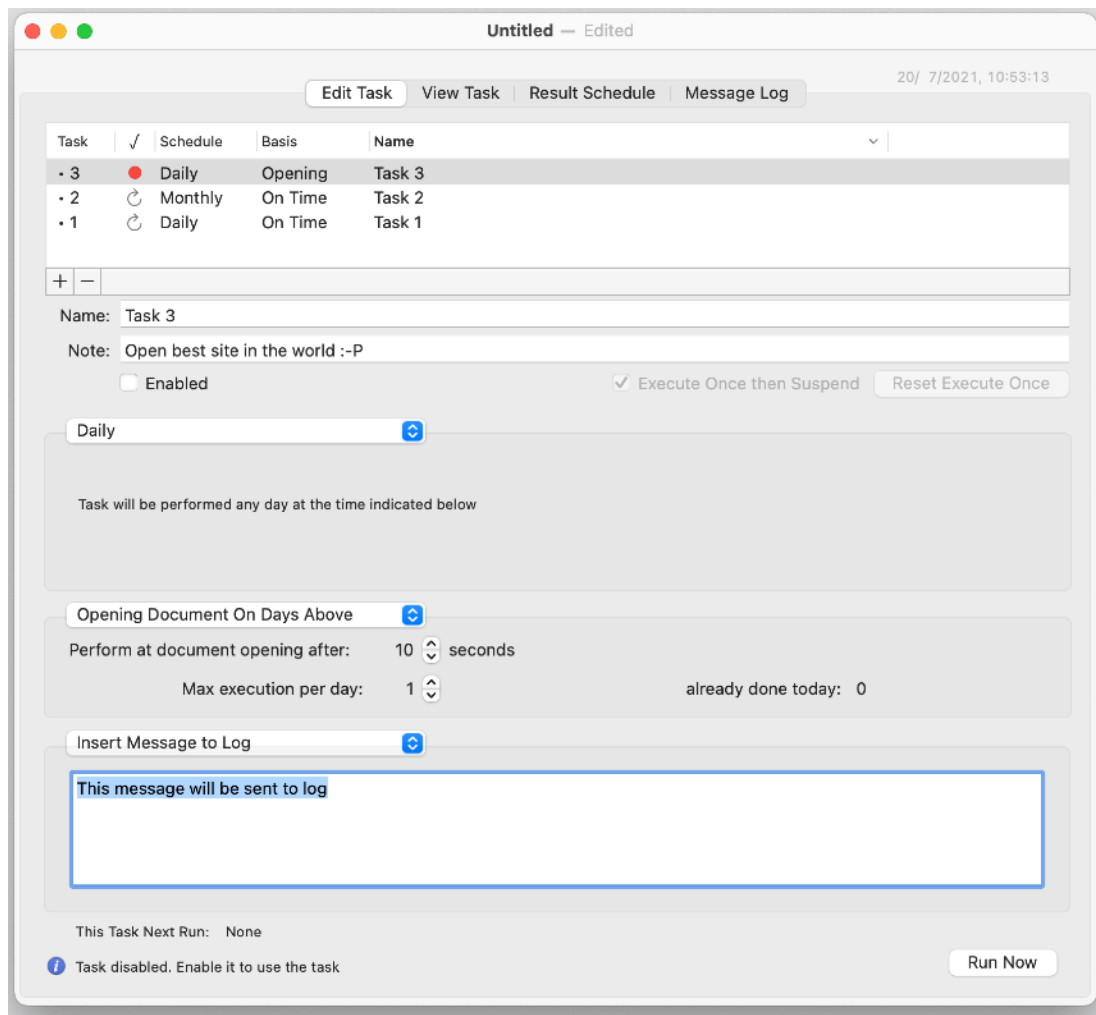 Untitled — Edited
20/ 7/2021, 10:53:13
Edit Task View Task Result Schedule Message Log
Task √ Schedule Basis Name
• 3 Daily Opening Task 3
• 2 Monthly On Time Task 2
• 1 Daily On Time Task 1
+ −
Name: Task 3
Note: Open best site in the world :-P
Enabled Execute Once then Suspend Reset Execute Once
Daily
Task will be performed any day at the time indicated below
Opening Document On Days Above
Perform at document opening after: 10 seconds
Max execution per day: 1 already done today: 0
Insert Message to Log
This message will be sent to log
This Task Next Run: None
Task disabled. Enable it to use the task
Run Now